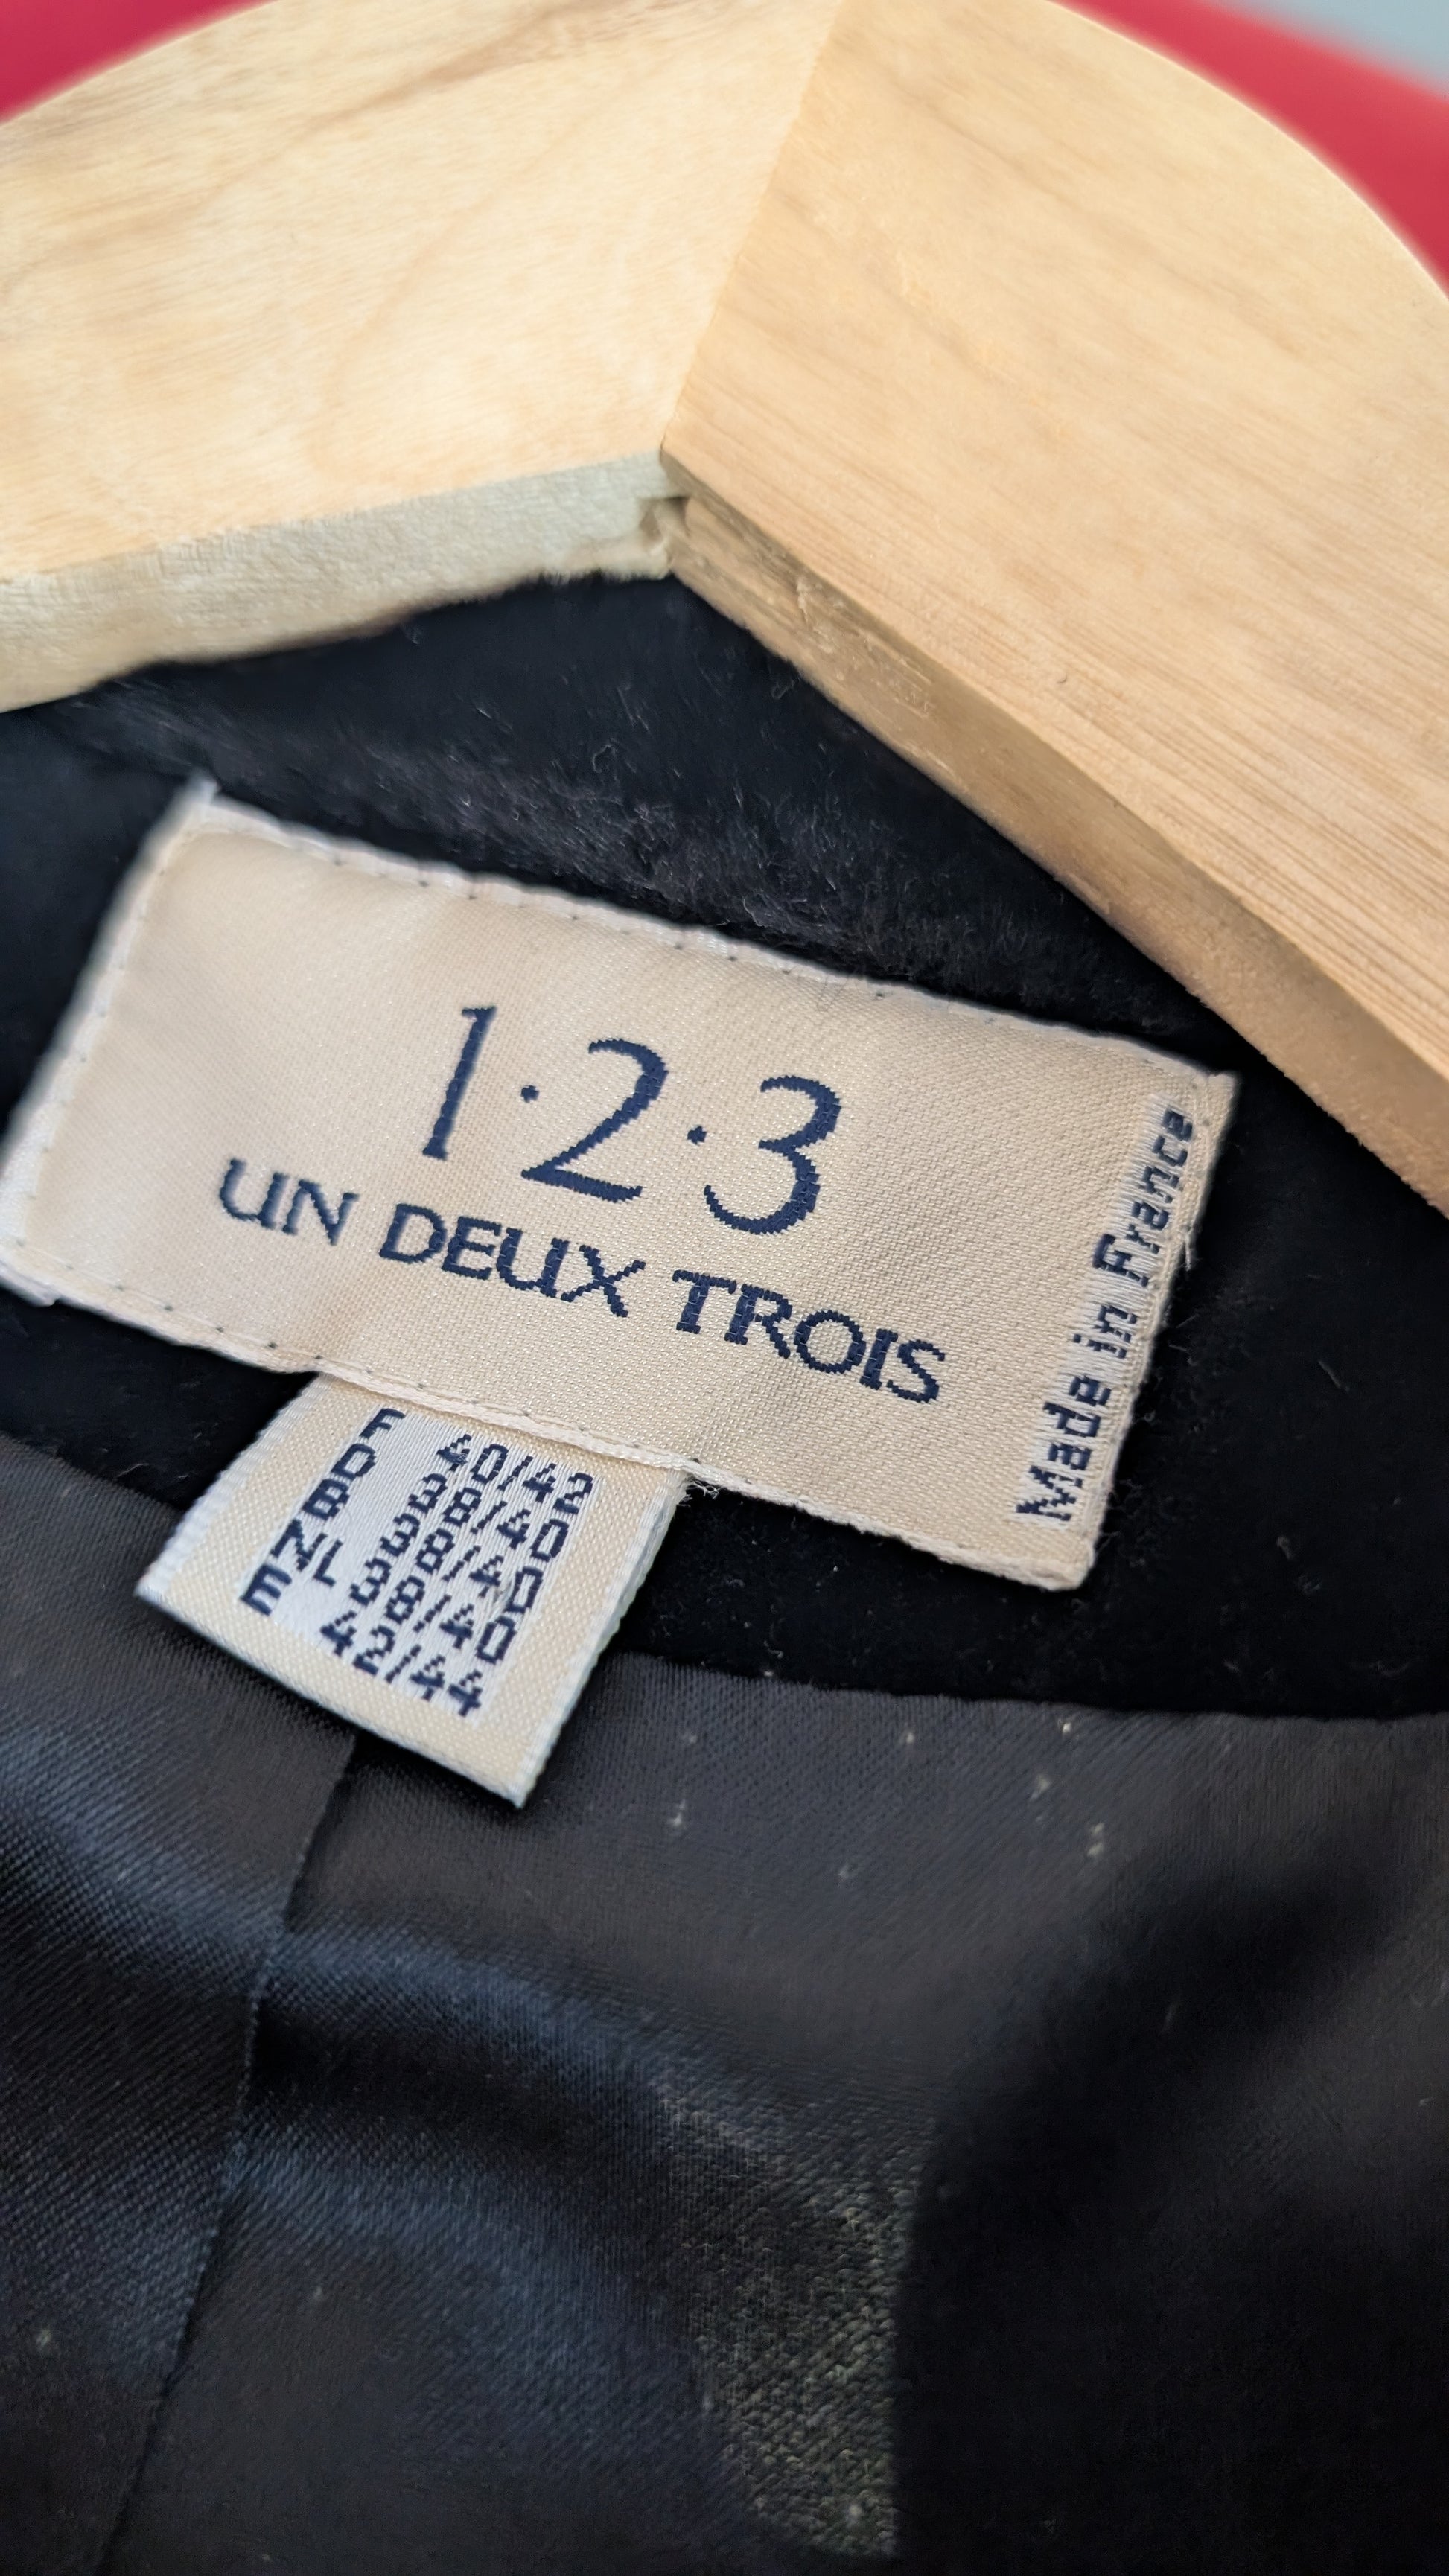 1·2·3
UN DEUX TROIS
Made in France
F 40/42
D 38/40
B 38/40
NL 38/40
E 42/44